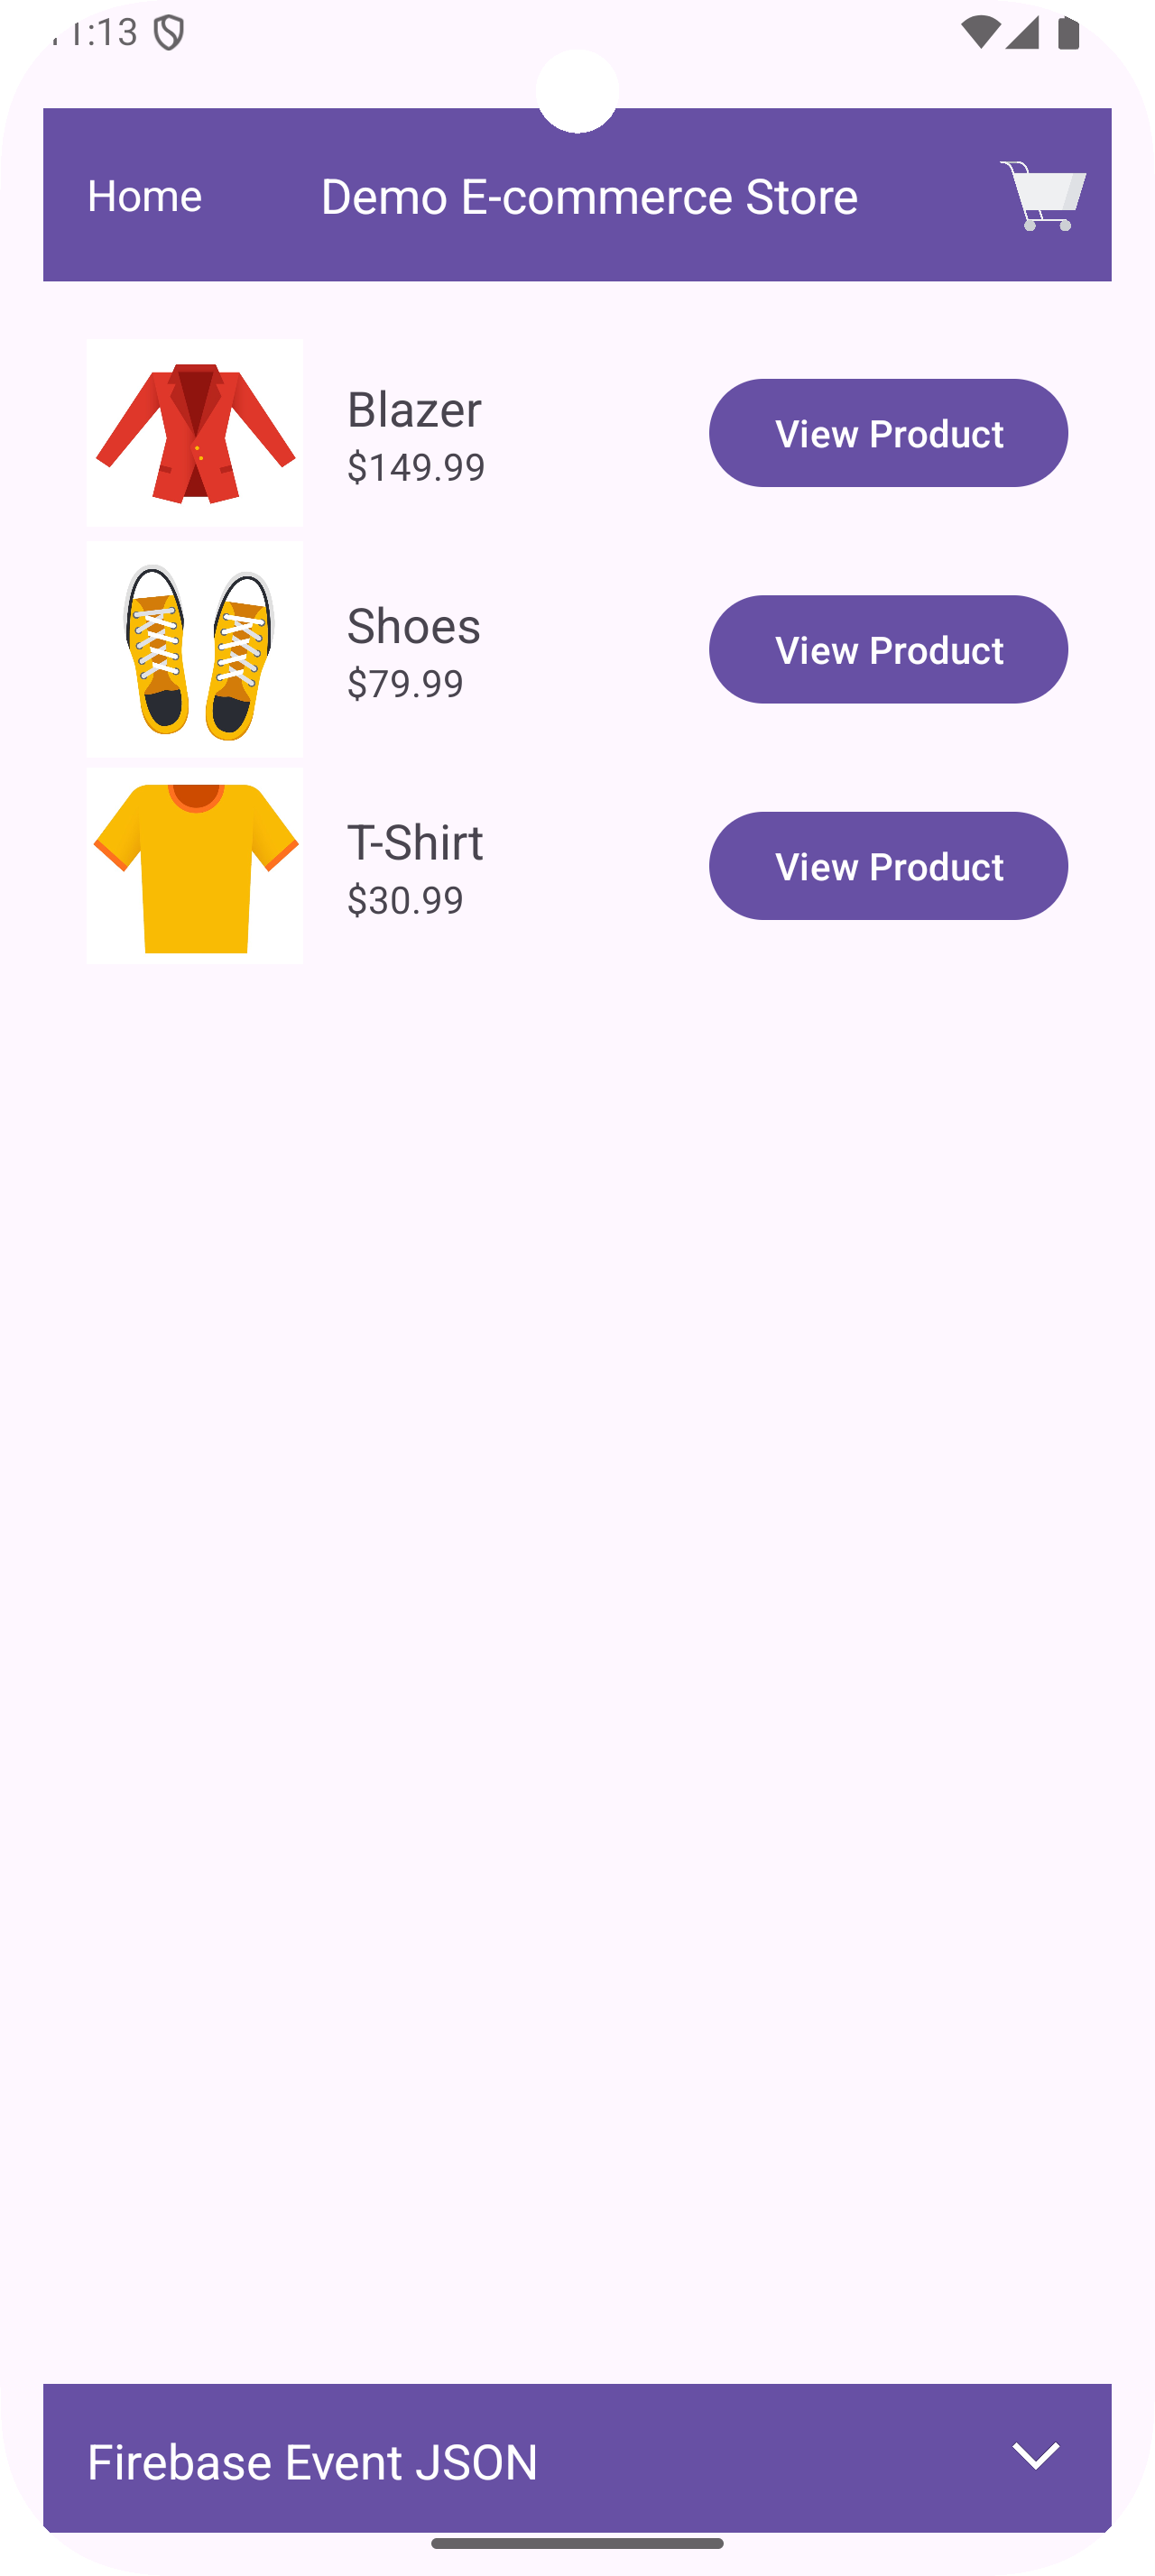 11:13
Home
Demo E-commerce Store
Blazer
$149.99
View Product
Shoes
$79.99
View Product
T-Shirt
$30.99
View Product
Firebase Event JSON